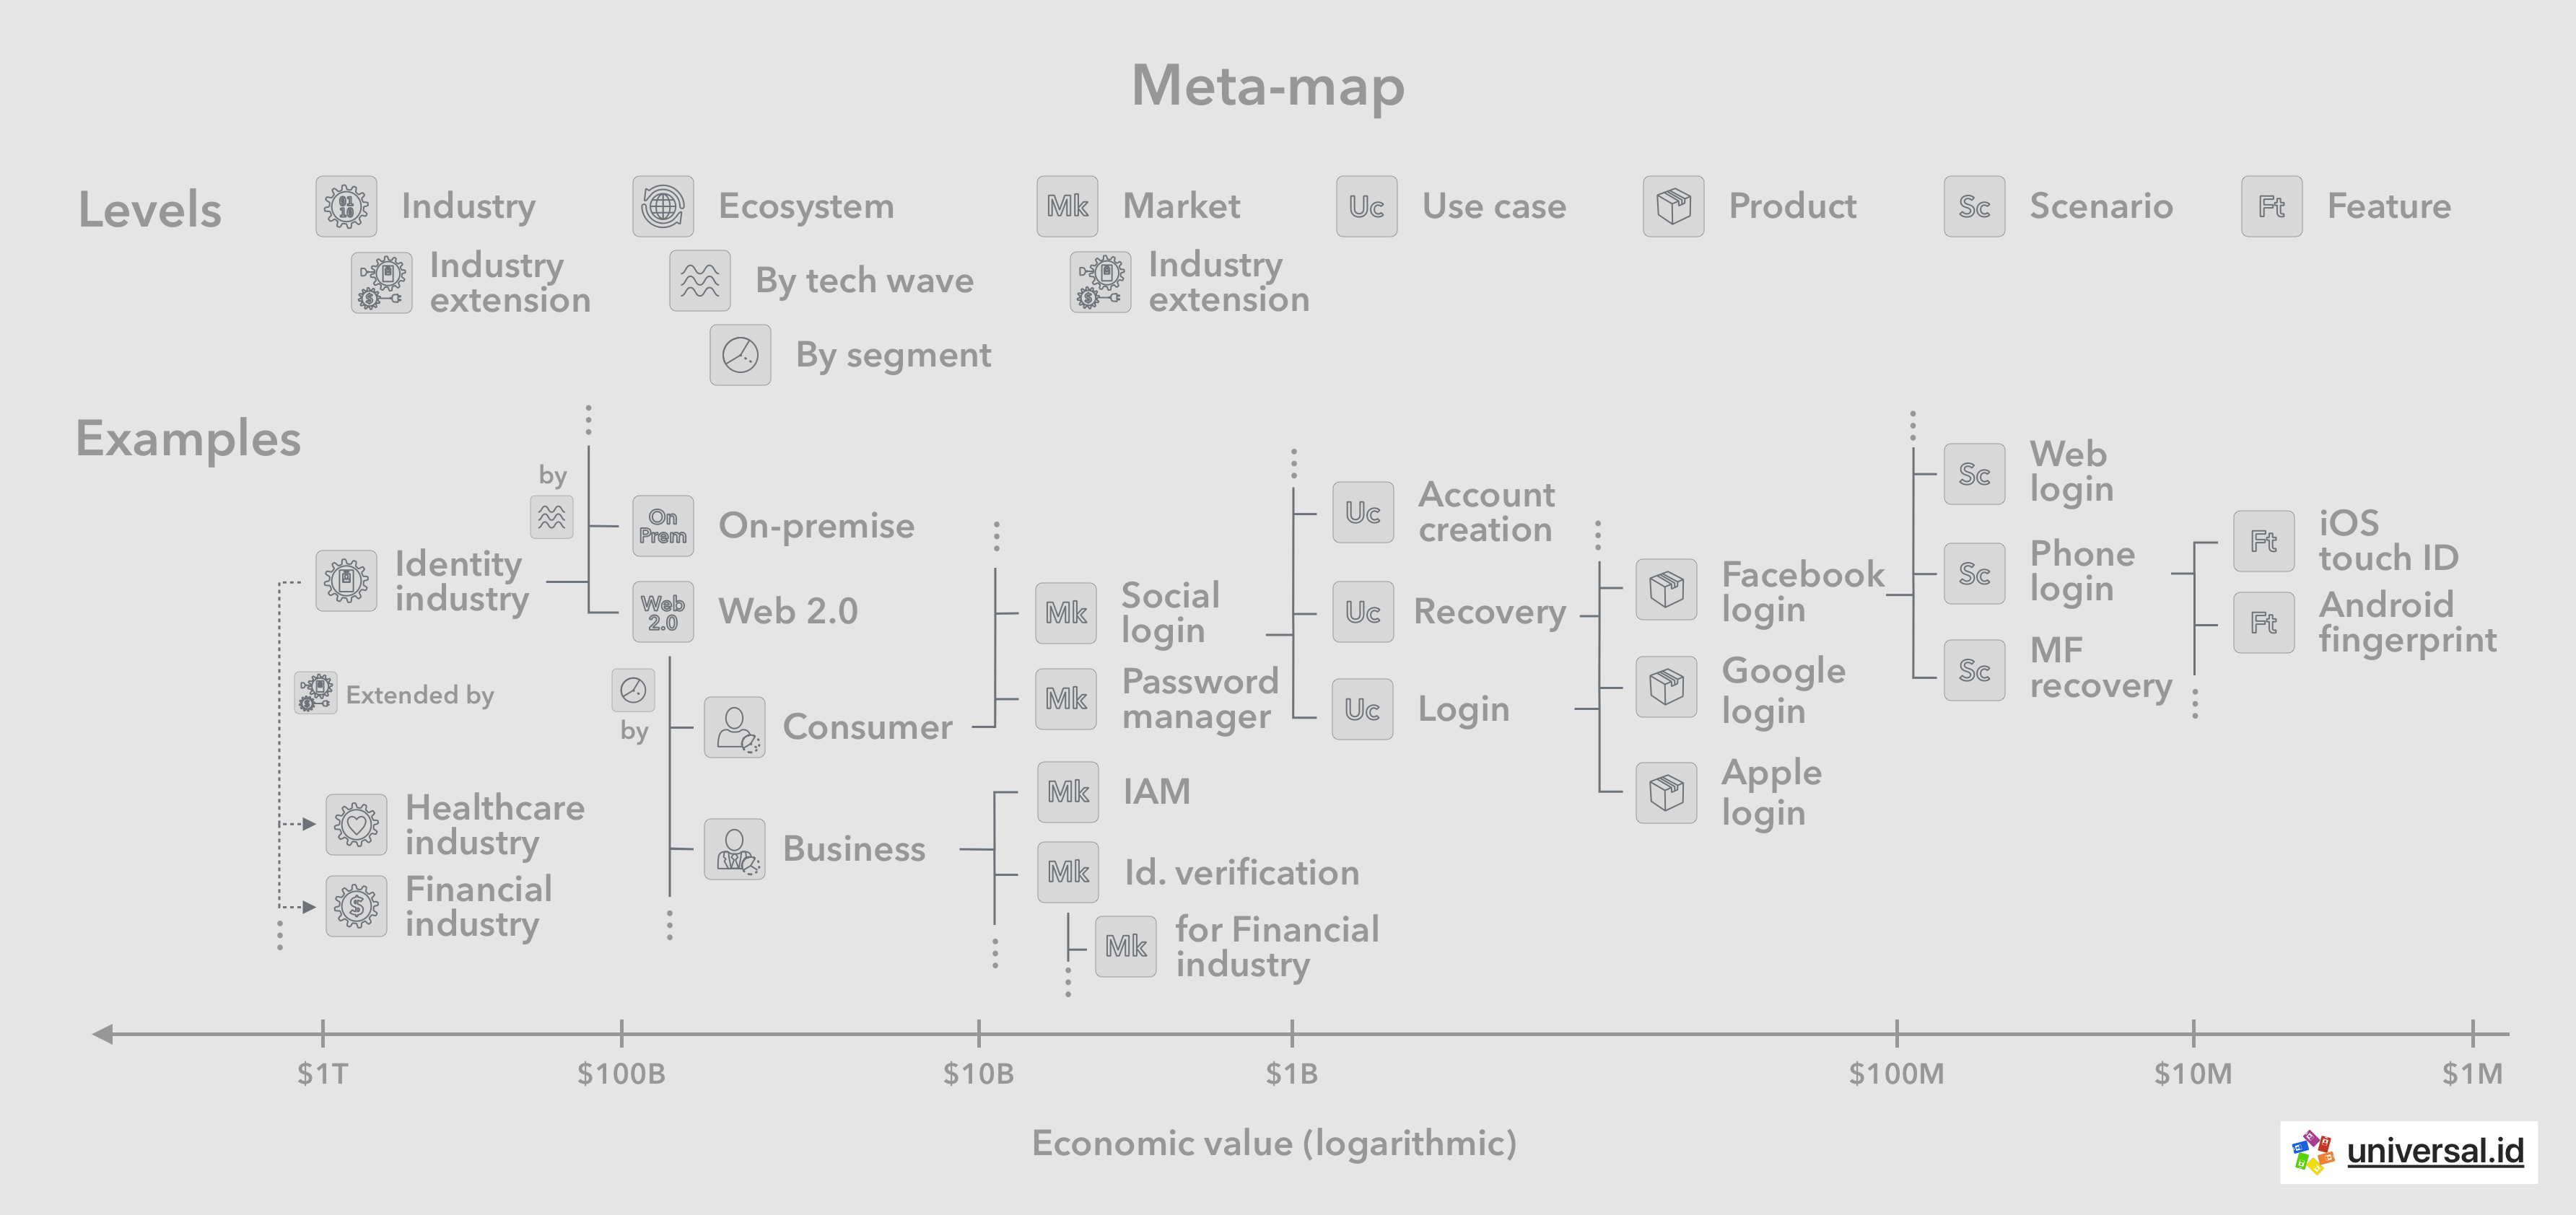 Meta-map
Levels
01
10
Industry
Ecosystem
Mk
Market
Uc
Use case
Product
Sc
Scenario
Ft
Feature
Industry
extension
By tech wave
Industry
extension
By segment
Examples
by
On
Prem
On-premise
Identity
industry
Web
2.0
Web 2.0
Extended by
by
Healthcare
industry
Financial
industry
Consumer
Business
Mk
Social
login
Mk
Password
manager
Mk
IAM
Mk
Id. verification
Mk
for Financial
industry
Uc
Account
creation
Uc
Recovery
Uc
Login
Facebook
login
Google
login
Apple
login
Sc
Web
login
Sc
Phone
login
Sc
MF
recovery
Ft
iOS
touch ID
Ft
Android
fingerprint
$1T
$100B
$10B
$1B
$100M
$10M
$1M
Economic value (logarithmic)
universal.id